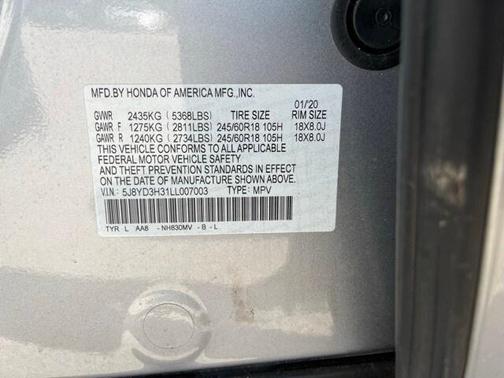 MFD.BY HONDA OF AMERICA MFG.,INC.
01/20
GVWR 2435KG (5368LBS) TIRE SIZE RIM SIZE
GAWR F 1275KG (2811LBS) 245/60R18 105H 18X8.0J
GAWR R 1240KG (2734LBS) 245/60R18 105H 18X8.0J
THIS VEHICLE CONFORMS TO ALL APPLICABLE
FEDERAL MOTOR VEHICLE SAFETY
AND THEFT PREVENTION STANDARDS IN EFFECT
ON THE DATE OF MANUFACTURE SHOWN ABOVE.
V.I.N: 5J8YD3H31LL007003 TYPE: MPV
TYR L AA8 - NH830MV - B - L